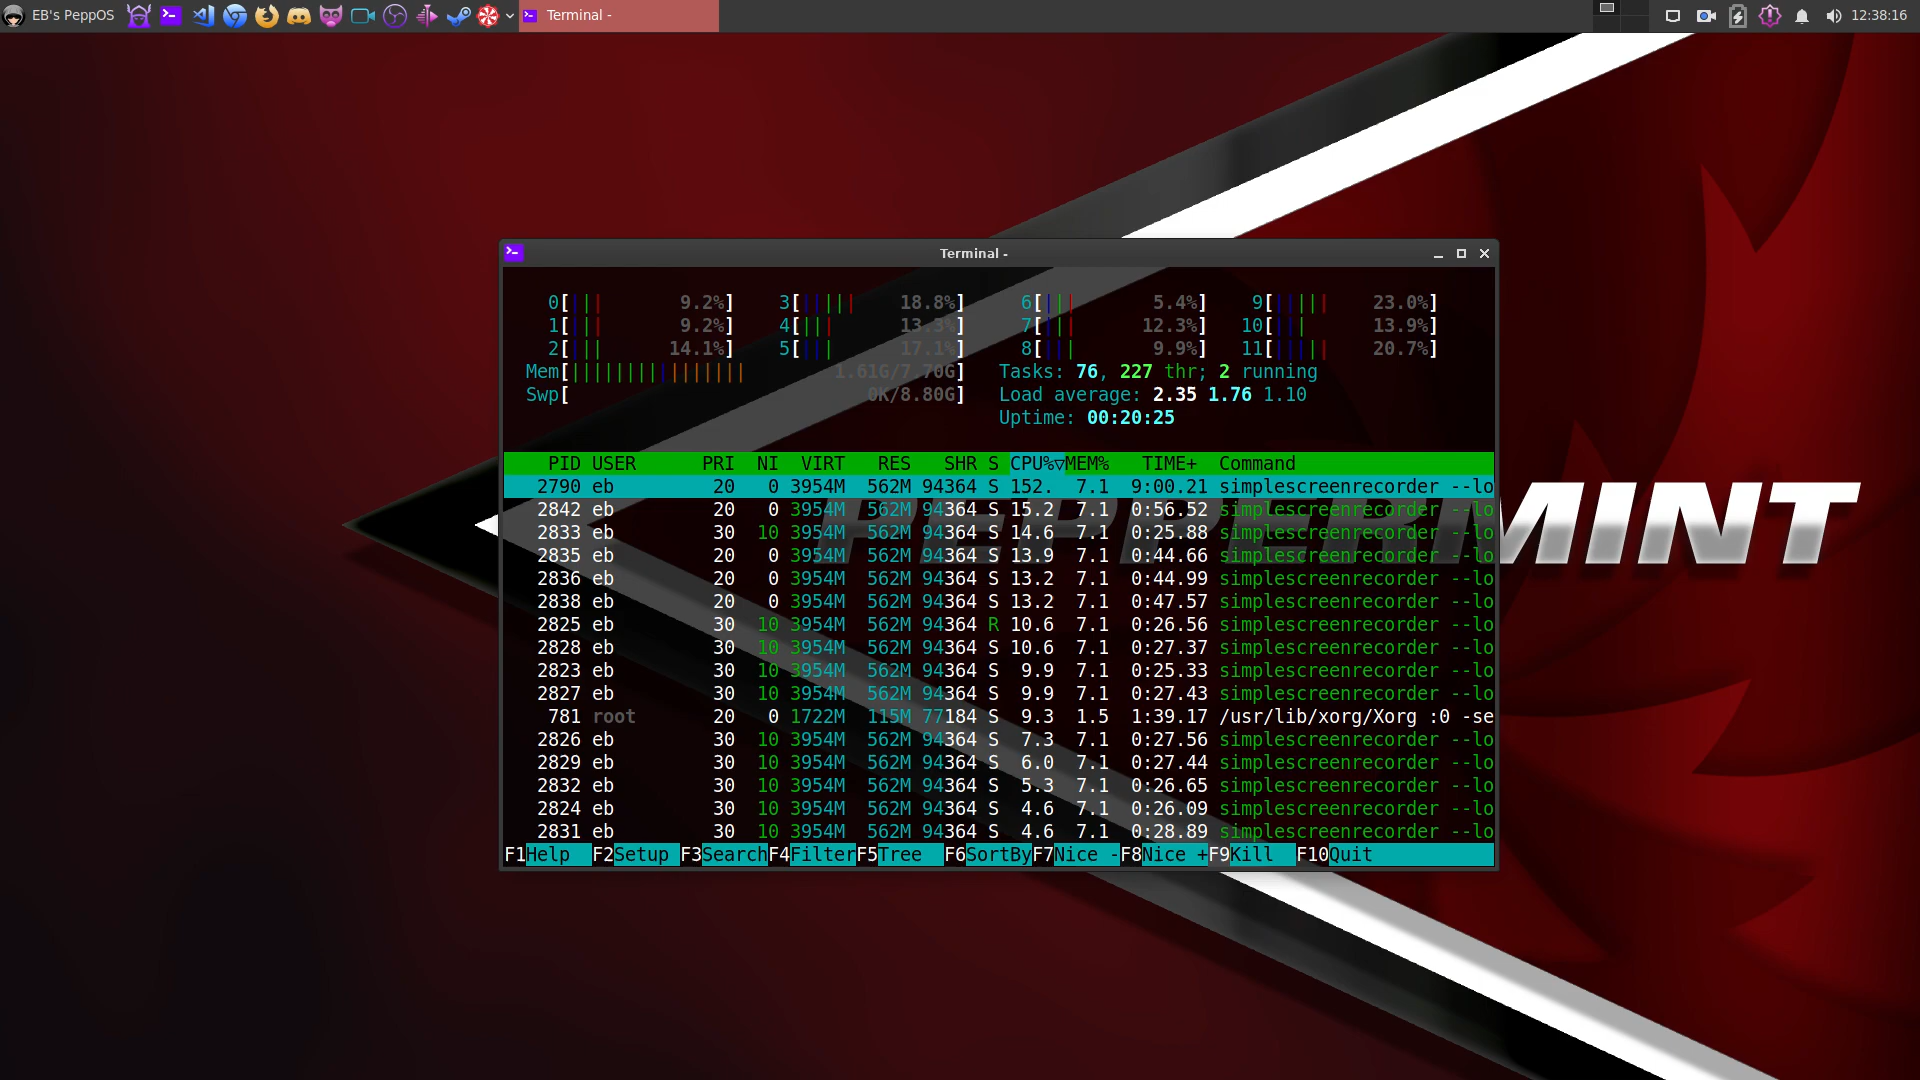 EB's PeppOS Terminal - 12:38:16
Terminal -
0[||| 9.2%] 3[||||| 18.8%] 6[||| 5.4%] 9[||||| 23.0%]
1[||| 9.2%] 4[||| 13.3%] 7[||| 12.3%] 10[||| 13.9%]
2[||| 14.1%] 5[||| 17.1%] 8[||| 9.9%] 11[||||| 20.7%]
Mem[|||||||||||||||| 1.61G/7.70G] Tasks: 76, 227 thr; 2 running
Swp[ 0K/8.80G] Load average: 2.35 1.76 1.10
Uptime: 00:20:25
PID USER PRI NI VIRT RES SHR S CPU%▽MEM% TIME+ Command
2790 eb 20 0 3954M 562M 94364 S 152. 7.1 9:00.21 simplescreenrecorder --lo
2842 eb 20 0 3954M 562M 94364 S 15.2 7.1 0:56.52 simplescreenrecorder --lo
2833 eb 30 10 3954M 562M 94364 S 14.6 7.1 0:25.88 simplescreenrecorder --lo
2835 eb 20 0 3954M 562M 94364 S 13.9 7.1 0:44.66 simplescreenrecorder --lo
2836 eb 20 0 3954M 562M 94364 S 13.2 7.1 0:44.99 simplescreenrecorder --lo
2838 eb 20 0 3954M 562M 94364 S 13.2 7.1 0:47.57 simplescreenrecorder --lo
2825 eb 30 10 3954M 562M 94364 R 10.6 7.1 0:26.56 simplescreenrecorder --lo
2828 eb 30 10 3954M 562M 94364 S 10.6 7.1 0:27.37 simplescreenrecorder --lo
2823 eb 30 10 3954M 562M 94364 S 9.9 7.1 0:25.33 simplescreenrecorder --lo
2827 eb 30 10 3954M 562M 94364 S 9.9 7.1 0:27.43 simplescreenrecorder --lo
781 root 20 0 1722M 115M 77184 S 9.3 1.5 1:39.17 /usr/lib/xorg/Xorg :0 -se
2826 eb 30 10 3954M 562M 94364 S 7.3 7.1 0:27.56 simplescreenrecorder --lo
2829 eb 30 10 3954M 562M 94364 S 6.0 7.1 0:27.44 simplescreenrecorder --lo
2832 eb 30 10 3954M 562M 94364 S 5.3 7.1 0:26.65 simplescreenrecorder --lo
2824 eb 30 10 3954M 562M 94364 S 4.6 7.1 0:26.09 simplescreenrecorder --lo
2831 eb 30 10 3954M 562M 94364 S 4.6 7.1 0:28.89 simplescreenrecorder --lo
F1Help F2Setup F3SearchF4FilterF5Tree F6SortByF7Nice -F8Nice +F9Kill F10Quit
PEPPERMINT